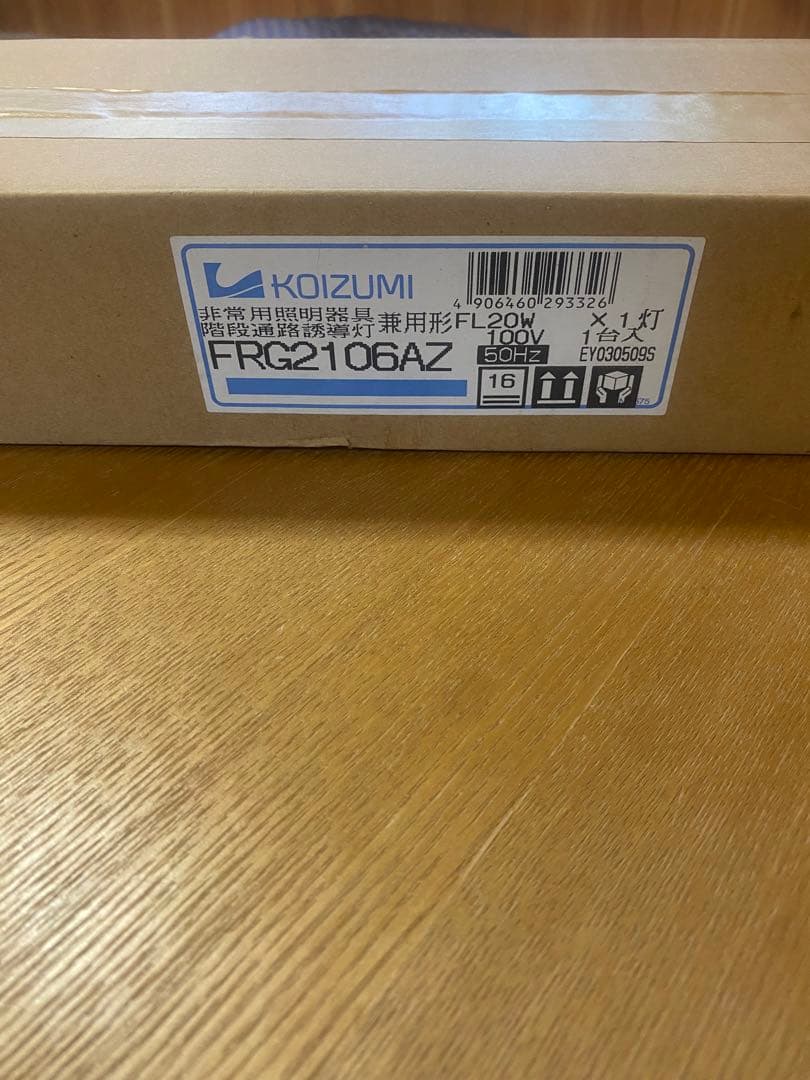 KOIZUMI
4 906460 293326
非常用照明器具
階段通路誘導灯 兼用形 FL20W × 1灯
100V 1台入
FRG2106AZ 50Hz EY030509S
16